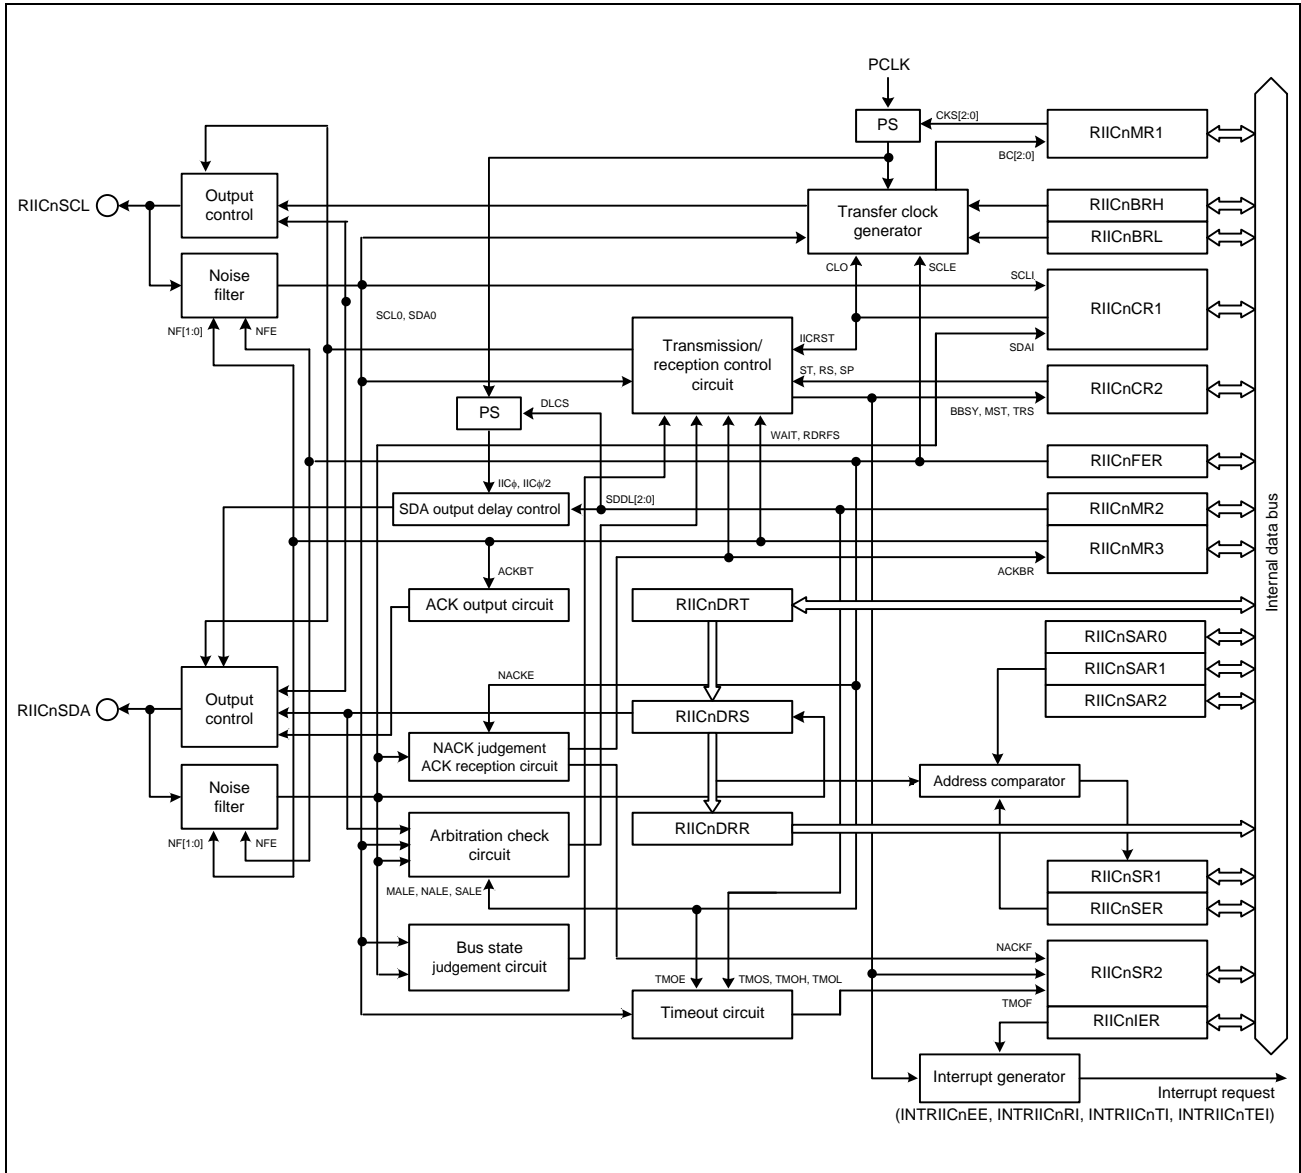 PCLK
PS
CKS[2:0]
RIICnMR1
BC[2:0]
RIICnSCL
Output
control
Transfer clock
generator
RIICnBRH
RIICnBRL
Noise
filter
CLO
SCLE
SCLI
RIICnCR1
SDAI
NF[1:0]
NFE
SCL0, SDA0
Transmission/
reception control
circuit
IICRST
ST, RS, SP
RIICnCR2
BBSY, MST, TRS
PS
DLCS
WAIT, RDRFS
RIICnFER
IICϕ, IICϕ/2
SDA output delay control
SDDL[2:0]
RIICnMR2
RIICnMR3
ACKBR
ACKBT
ACK output circuit
RIICnDRT
Internal data bus
RIICnSAR0
RIICnSAR1
RIICnSAR2
NACKE
RIICnSDA
Output
control
RIICnDRS
NACK judgement
ACK reception circuit
Address comparator
Noise
filter
NF[1:0]
NFE
Arbitration check
circuit
RIICnDRR
MALE, NALE, SALE
RIICnSR1
RIICnSER
Bus state
judgement circuit
NACKF
RIICnSR2
TMOE
TMOS, TMOH, TMOL
TMOF
Timeout circuit
RIICnIER
Interrupt generator
Interrupt request
(INTRIICnEE, INTRIICnRI, INTRIICnTI, INTRIICnTEI)